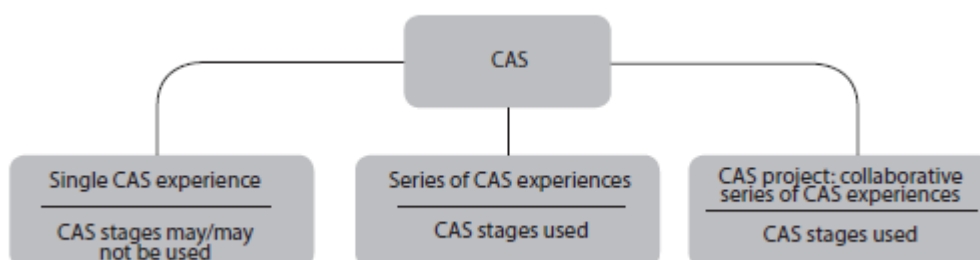 CAS
Single CAS experience
CAS stages may/may
not be used
Series of CAS experiences
CAS stages used
CAS project: collaborative
series of CAS experiences
CAS stages used